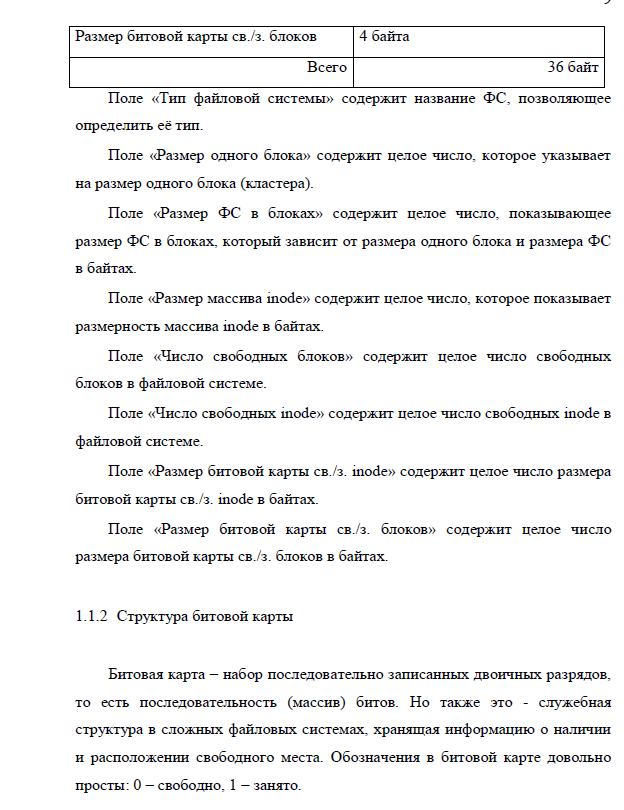 Размер битовой карты св./з. блоков 4 байта
Всего 36 байт
Поле «Тип файловой системы» содержит название ФС, позволяющее
определить её тип.
Поле «Размер одного блока» содержит целое число, которое указывает
на размер одного блока (кластера).
Поле «Размер ФС в блоках» содержит целое число, показывающее
размер ФС в блоках, который зависит от размера одного блока и размера ФС
в байтах.
Поле «Размер массива inode» содержит целое число, которое показывает
размерность массива inode в байтах.
Поле «Число свободных блоков» содержит целое число свободных
блоков в файловой системе.
Поле «Число свободных inode» содержит целое число свободных inode в
файловой системе.
Поле «Размер битовой карты св./з. inode» содержит целое число размера
битовой карты св./з. inode в байтах.
Поле «Размер битовой карты св./з. блоков» содержит целое число
размера битовой карты св./з. блоков в байтах.
1.1.2 Структура битовой карты
Битовая карта – набор последовательно записанных двоичных разрядов,
то есть последовательность (массив) битов. Но также это - служебная
структура в сложных файловых системах, хранящая информацию о наличии
и расположении свободного места. Обозначения в битовой карте довольно
просты: 0 – свободно, 1 – занято.